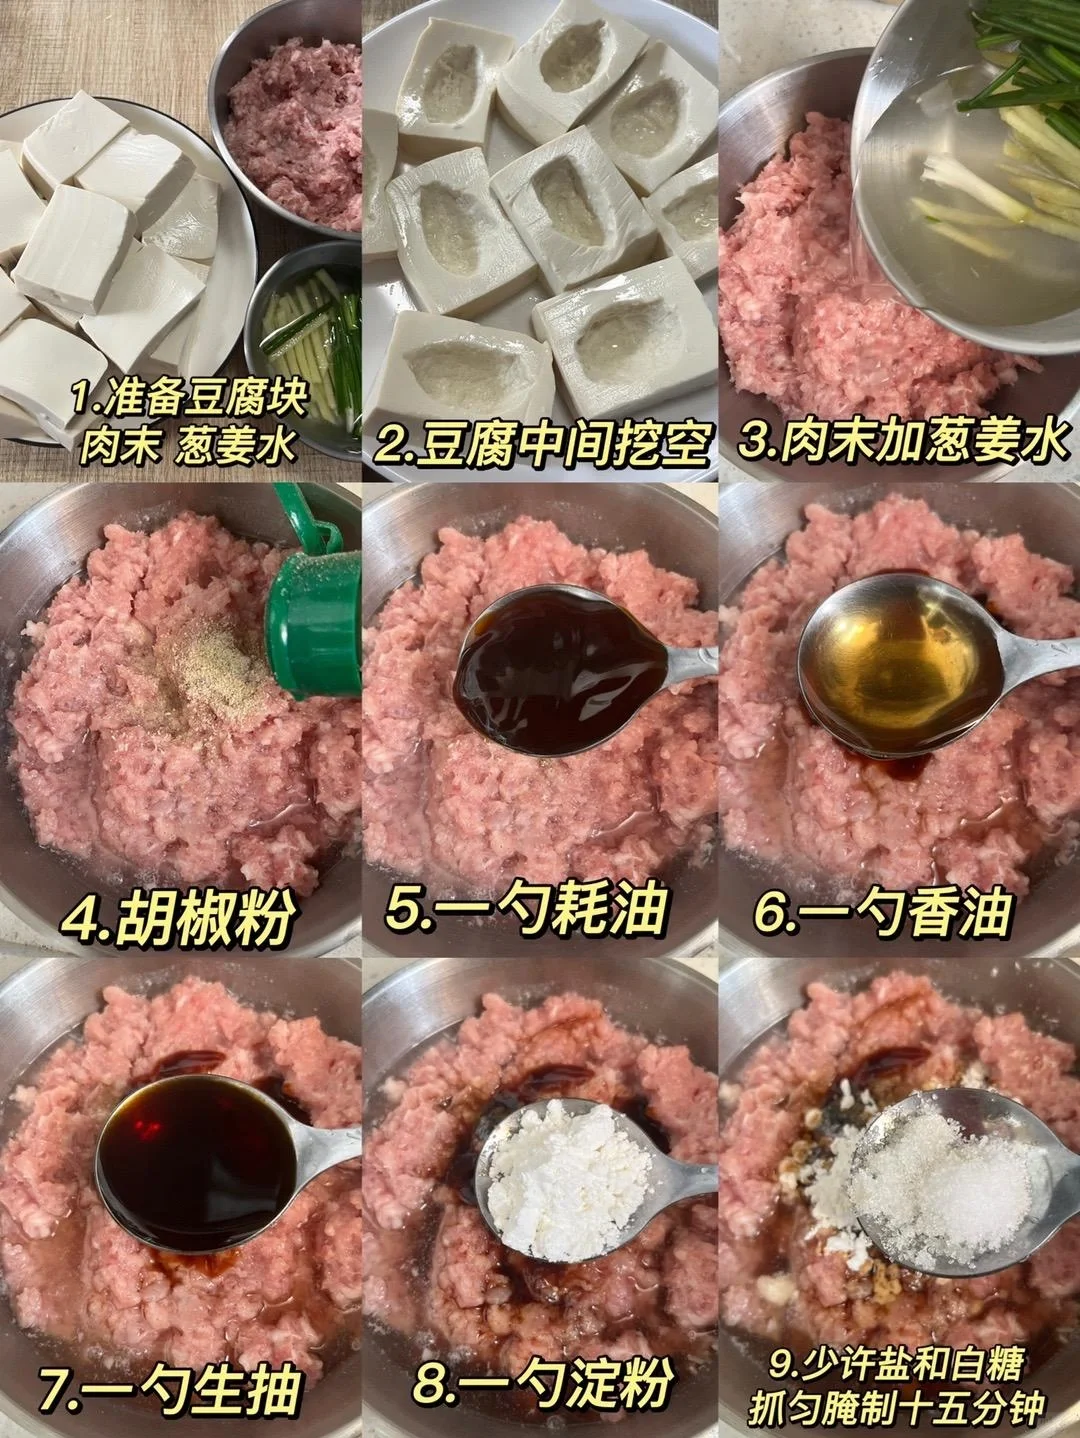 1.准备豆腐块
肉末 葱姜水
2.豆腐中间挖空
3.肉末加葱姜水
4.胡椒粉
5.一勺耗油
6.一勺香油
7.一勺生抽
8.一勺淀粉
9.少许盐和白糖
抓匀腌制十五分钟